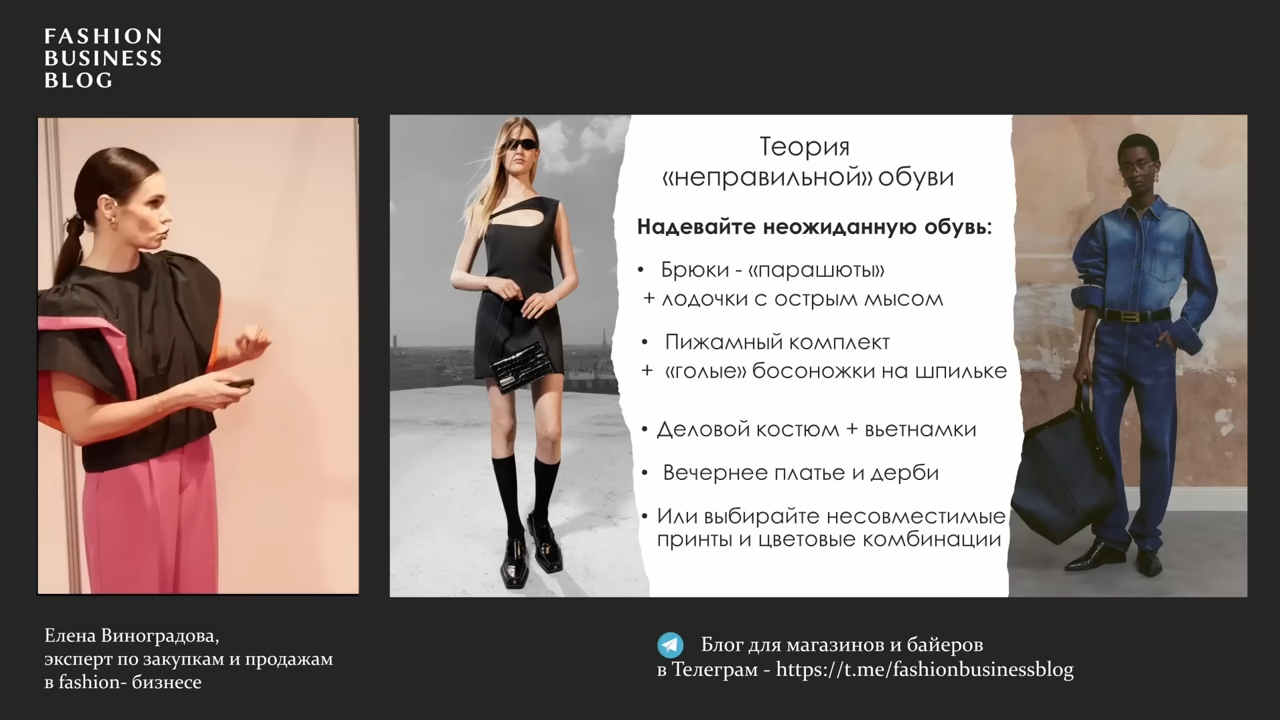 FASHION
BUSINESS
BLOG
Теория
«неправильной» обуви
Надевайте неожиданную обувь:
• Брюки - «парашюты»
+ лодочки с острым мысом
• Пижамный комплект
+ «голые» босоножки на шпильке
• Деловой костюм + вьетнамки
• Вечернее платье и дерби
• Или выбирайте несовместимые
принты и цветовые комбинации
Елена Виноградова,
эксперт по закупкам и продажам
в fashion- бизнесе
Блог для магазинов и байеров
в Телеграм - https://t.me/fashionbusinessblog